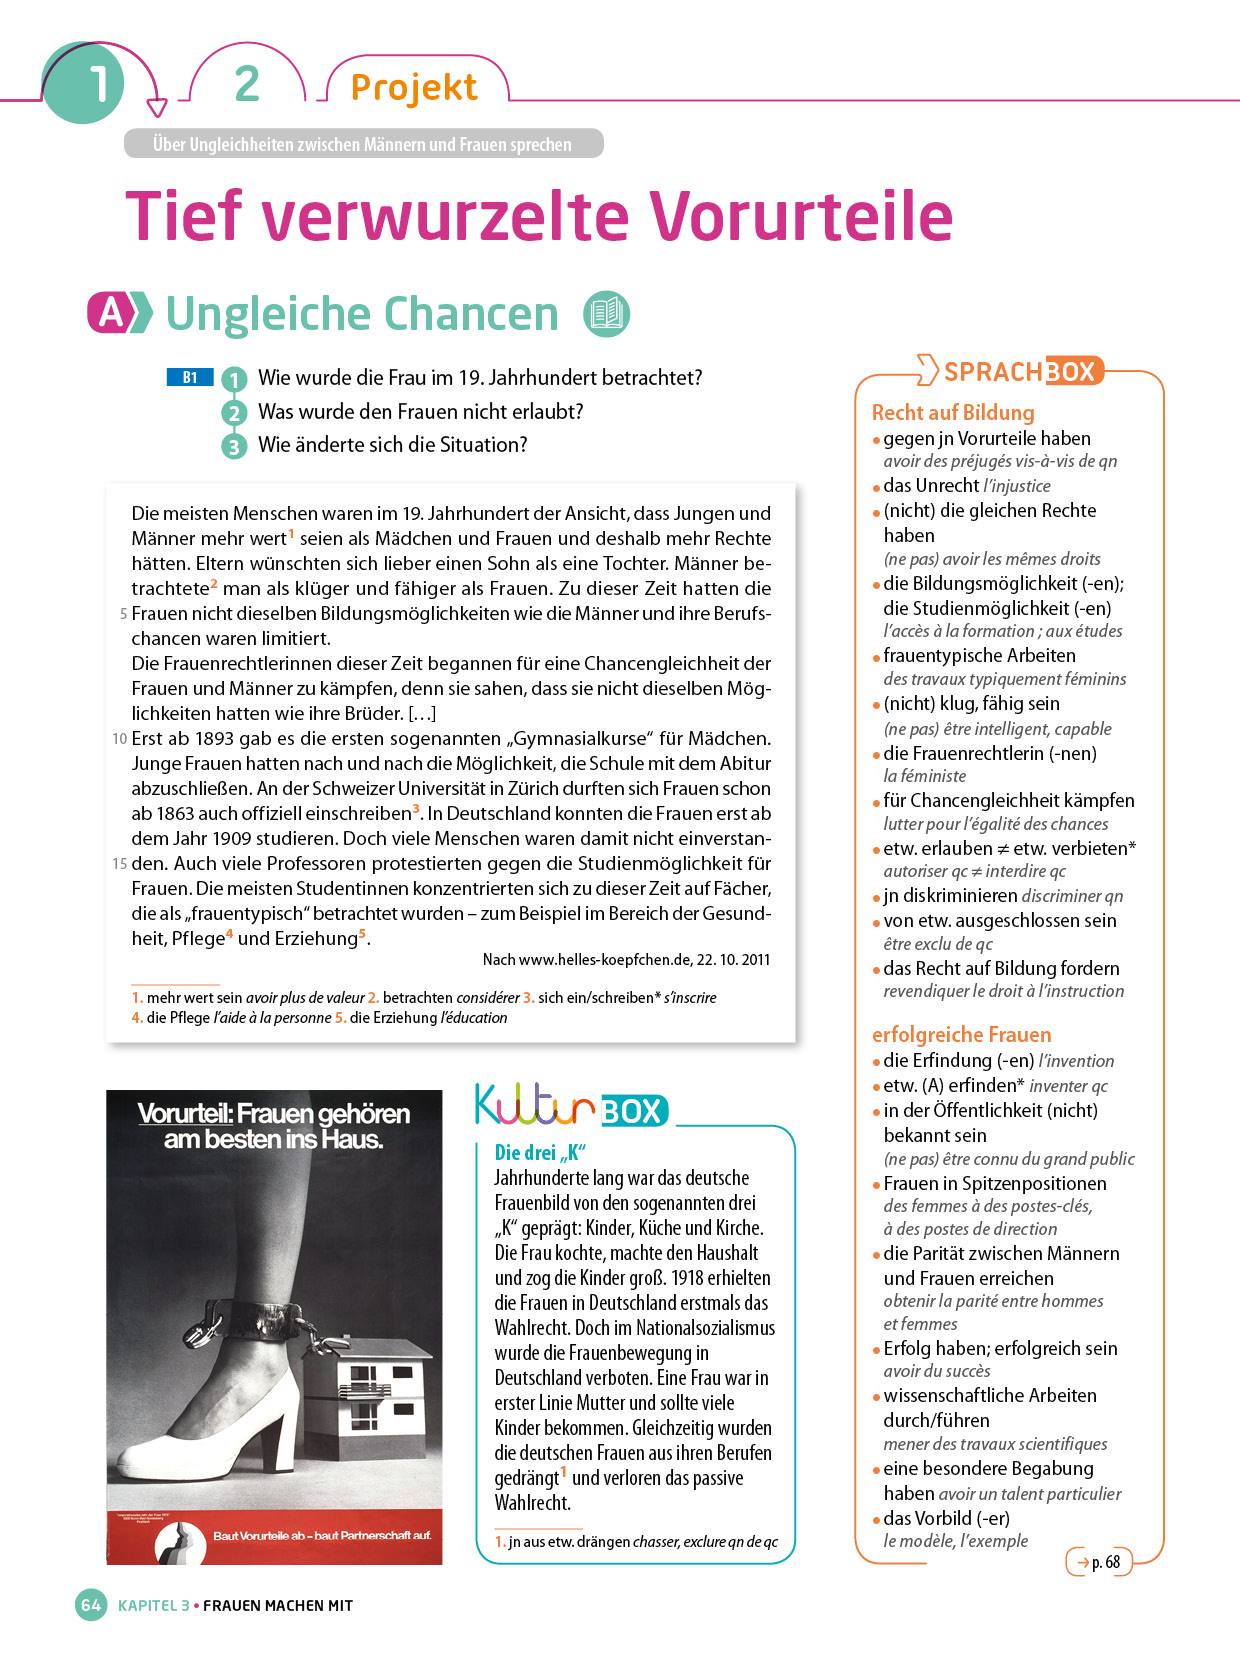 1
2
Projekt
Über Ungleichheiten zwischen Männern und Frauen sprechen
Tief verwurzelte Vorurteile
A Ungleiche Chancen
B1
1 Wie wurde die Frau im 19. Jahrhundert betrachtet?
2 Was wurde den Frauen nicht erlaubt?
3 Wie änderte sich die Situation?
Die meisten Menschen waren im 19. Jahrhundert der Ansicht, dass Jungen und
Männer mehr wert1 seien als Mädchen und Frauen und deshalb mehr Rechte
hätten. Eltern wünschten sich lieber einen Sohn als eine Tochter. Männer be-
trachtete2 man als klüger und fähiger als Frauen. Zu dieser Zeit hatten die
5 Frauen nicht dieselben Bildungsmöglichkeiten wie die Männer und ihre Berufs-
chancen waren limitiert.
Die Frauenrechtlerinnen dieser Zeit begannen für eine Chancengleichheit der
Frauen und Männer zu kämpfen, denn sie sahen, dass sie nicht dieselben Mög-
lichkeiten hatten wie ihre Brüder. […]
10 Erst ab 1893 gab es die ersten sogenannten „Gymnasialkurse“ für Mädchen.
Junge Frauen hatten nach und nach die Möglichkeit, die Schule mit dem Abitur
abzuschließen. An der Schweizer Universität in Zürich durften sich Frauen schon
ab 1863 auch offiziell einschreiben3. In Deutschland konnten die Frauen erst ab
dem Jahr 1909 studieren. Doch viele Menschen waren damit nicht einverstan-
15 den. Auch viele Professoren protestierten gegen die Studienmöglichkeit für
Frauen. Die meisten Studentinnen konzentrierten sich zu dieser Zeit auf Fächer,
die als „frauentypisch“ betrachtet wurden – zum Beispiel im Bereich der Gesund-
heit, Pflege4 und Erziehung5.
Nach www.helles-koepfchen.de, 22. 10. 2011
1. mehr wert sein avoir plus de valeur 2. betrachten considérer 3. sich ein/schreiben* s’inscrire
4. die Pflege l’aide à la personne 5. die Erziehung l’éducation
Vorurteil: Frauen gehören
am besten ins Haus.
Baut Vorurteile ab – baut Partnerschaft auf.
Kultur BOX
Die drei „K“
Jahrhunderte lang war das deutsche
Frauenbild von den sogenannten drei
„K“ geprägt: Kinder, Küche und Kirche.
Die Frau kochte, machte den Haushalt
und zog die Kinder groß. 1918 erhielten
die Frauen in Deutschland erstmals das
Wahlrecht. Doch im Nationalsozialismus
wurde die Frauenbewegung in
Deutschland verboten. Eine Frau war in
erster Linie Mutter und sollte viele
Kinder bekommen. Gleichzeitig wurden
die deutschen Frauen aus ihren Berufen
gedrängt1 und verloren das passive
Wahlrecht.
1. jn aus etw. drängen chasser, exclure qn de qc
SPRACHBOX
Recht auf Bildung
• gegen jn Vorurteile haben
avoir des préjugés vis-à-vis de qn
• das Unrecht l’injustice
• (nicht) die gleichen Rechte
haben
(ne pas) avoir les mêmes droits
• die Bildungsmöglichkeit (-en);
die Studienmöglichkeit (-en)
l’accès à la formation ; aux études
• frauentypische Arbeiten
des travaux typiquement féminins
• (nicht) klug, fähig sein
(ne pas) être intelligent, capable
• die Frauenrechtlerin (-nen)
la féministe
• für Chancengleichheit kämpfen
lutter pour l’égalité des chances
• etw. erlauben ≠ etw. verbieten*
autoriser qc ≠ interdire qc
• jn diskriminieren discriminer qn
• von etw. ausgeschlossen sein
être exclu de qc
• das Recht auf Bildung fordern
revendiquer le droit à l’instruction
erfolgreiche Frauen
• die Erfindung (-en) l’invention
• etw. (A) erfinden* inventer qc
• in der Öffentlichkeit (nicht)
bekannt sein
(ne pas) être connu du grand public
• Frauen in Spitzenpositionen
des femmes à des postes-clés,
à des postes de direction
• die Parität zwischen Männern
und Frauen erreichen
obtenir la parité entre hommes
et femmes
• Erfolg haben; erfolgreich sein
avoir du succès
• wissenschaftliche Arbeiten
durch/führen
mener des travaux scientifiques
• eine besondere Begabung
haben avoir un talent particulier
• das Vorbild (-er)
le modèle, l’exemple
→ p. 68
64 KAPITEL 3 • FRAUEN MACHEN MIT